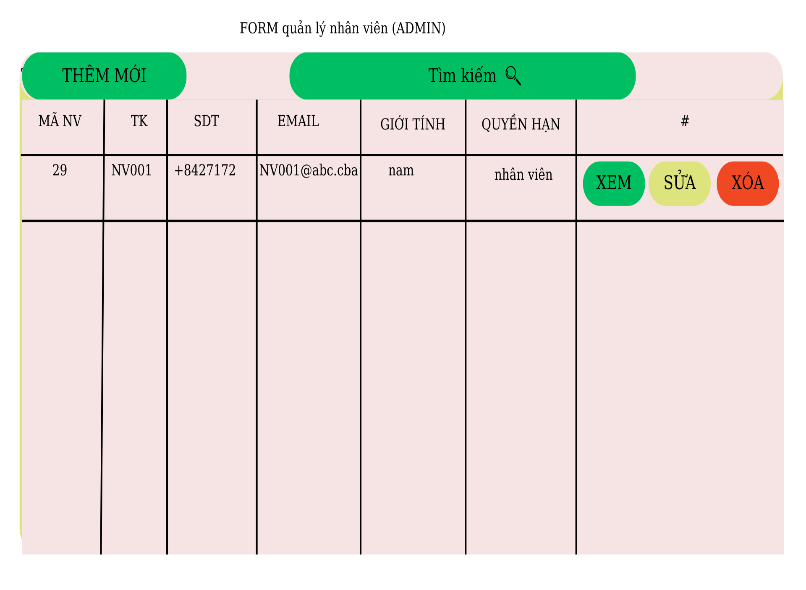 FORM quản lý nhân viên (ADMIN)
THÊM MỚI
Tìm kiếm
MÃ NV TK SDT EMAIL GIỚI TÍNH QUYỀN HẠN #
29 NV001 +8427172 NV001@abc.cba nam nhân viên XEM SỬA XÓA